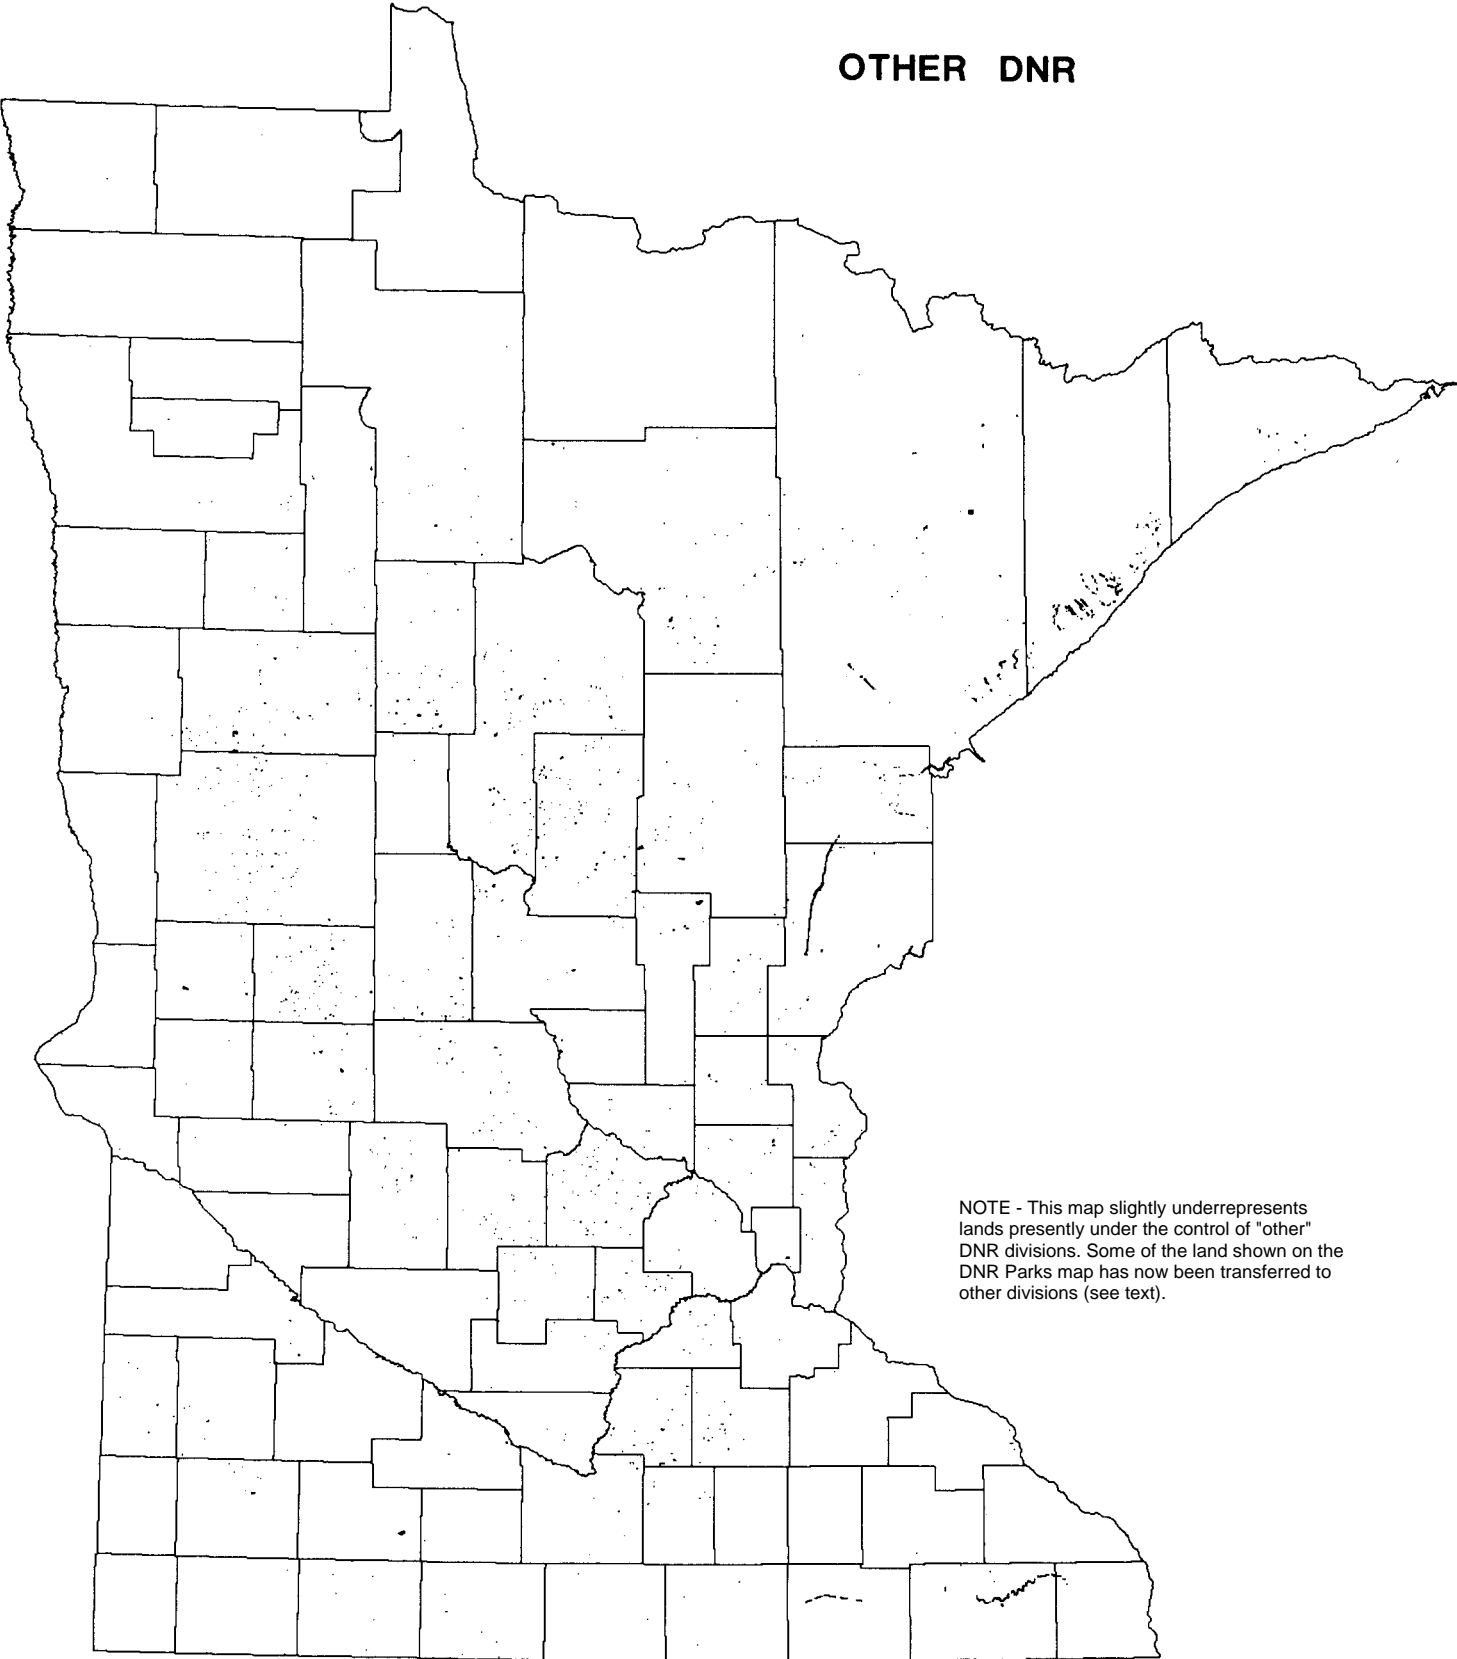 OTHER DNR
NOTE - This map slightly underrepresents
lands presently under the control of "other"
DNR divisions. Some of the land shown on the
DNR Parks map has now been transferred to
other divisions (see text).